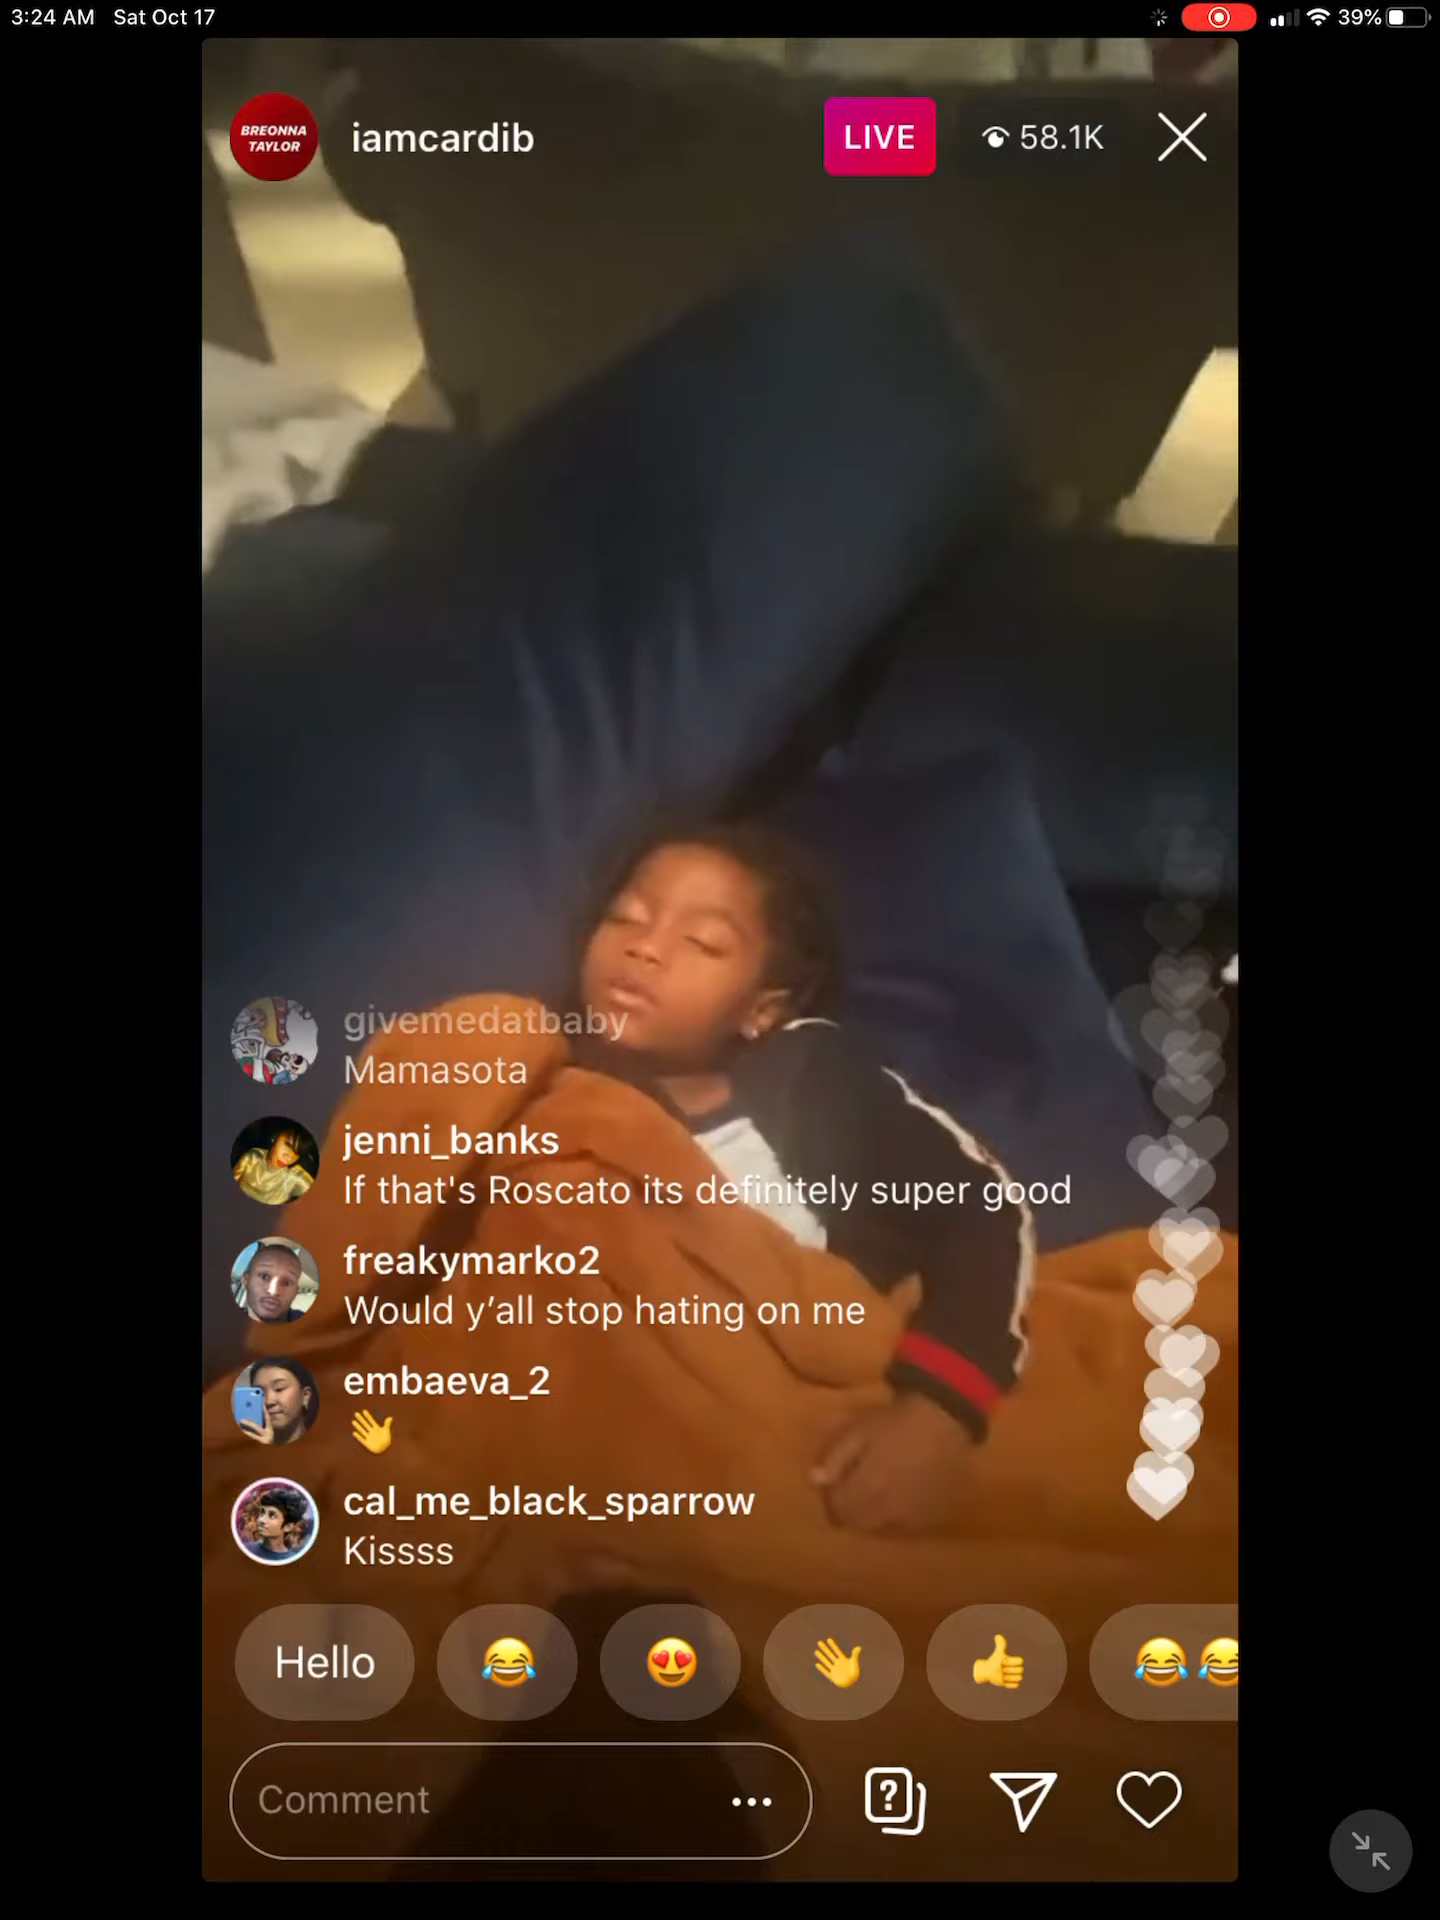 3:24 AM Sat Oct 17
39%
BREONNA
TAYLOR
iamcardib
LIVE
58.1K
givemedatbaby
Mamasota
jenni_banks
If that's Roscato its definitely super good
freakymarko2
Would y’all stop hating on me
embaeva_2
👋
cal_me_black_sparrow
Kissss
Hello 😂 😍 👋 👍 😂😂
Comment